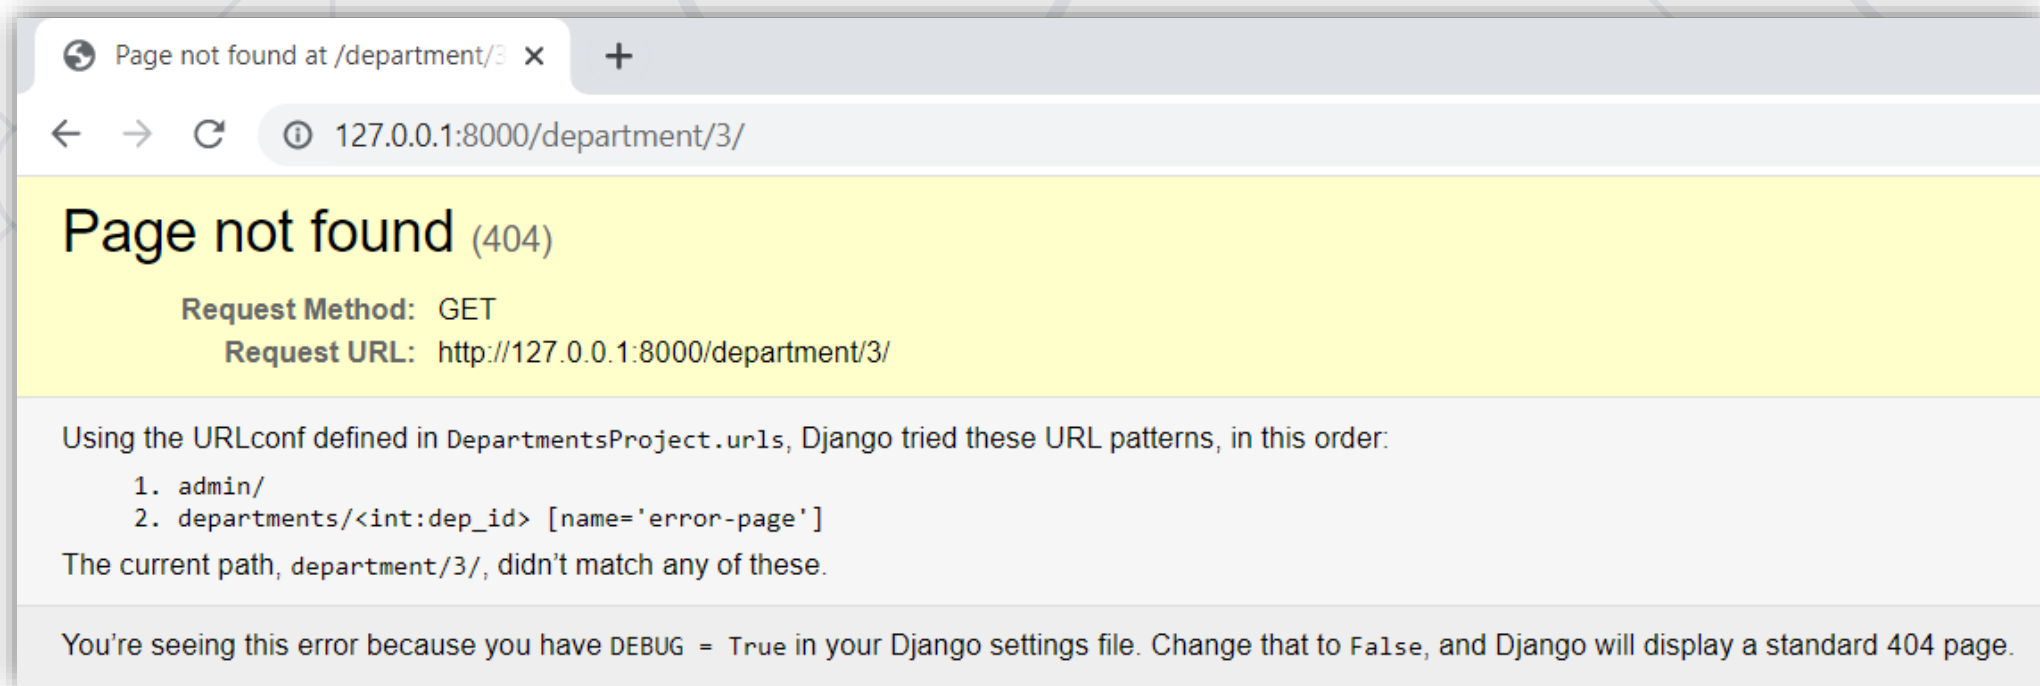 Page not found at /department/3
127.0.0.1:8000/department/3/
Page not found (404)
Request Method: GET
Request URL: http://127.0.0.1:8000/department/3/
Using the URLconf defined in DepartmentsProject.urls, Django tried these URL patterns, in this order:
1. admin/
2. departments/<int:dep_id> [name='error-page']
The current path, department/3/, didn’t match any of these.
You’re seeing this error because you have DEBUG = True in your Django settings file. Change that to False, and Django will display a standard 404 page.